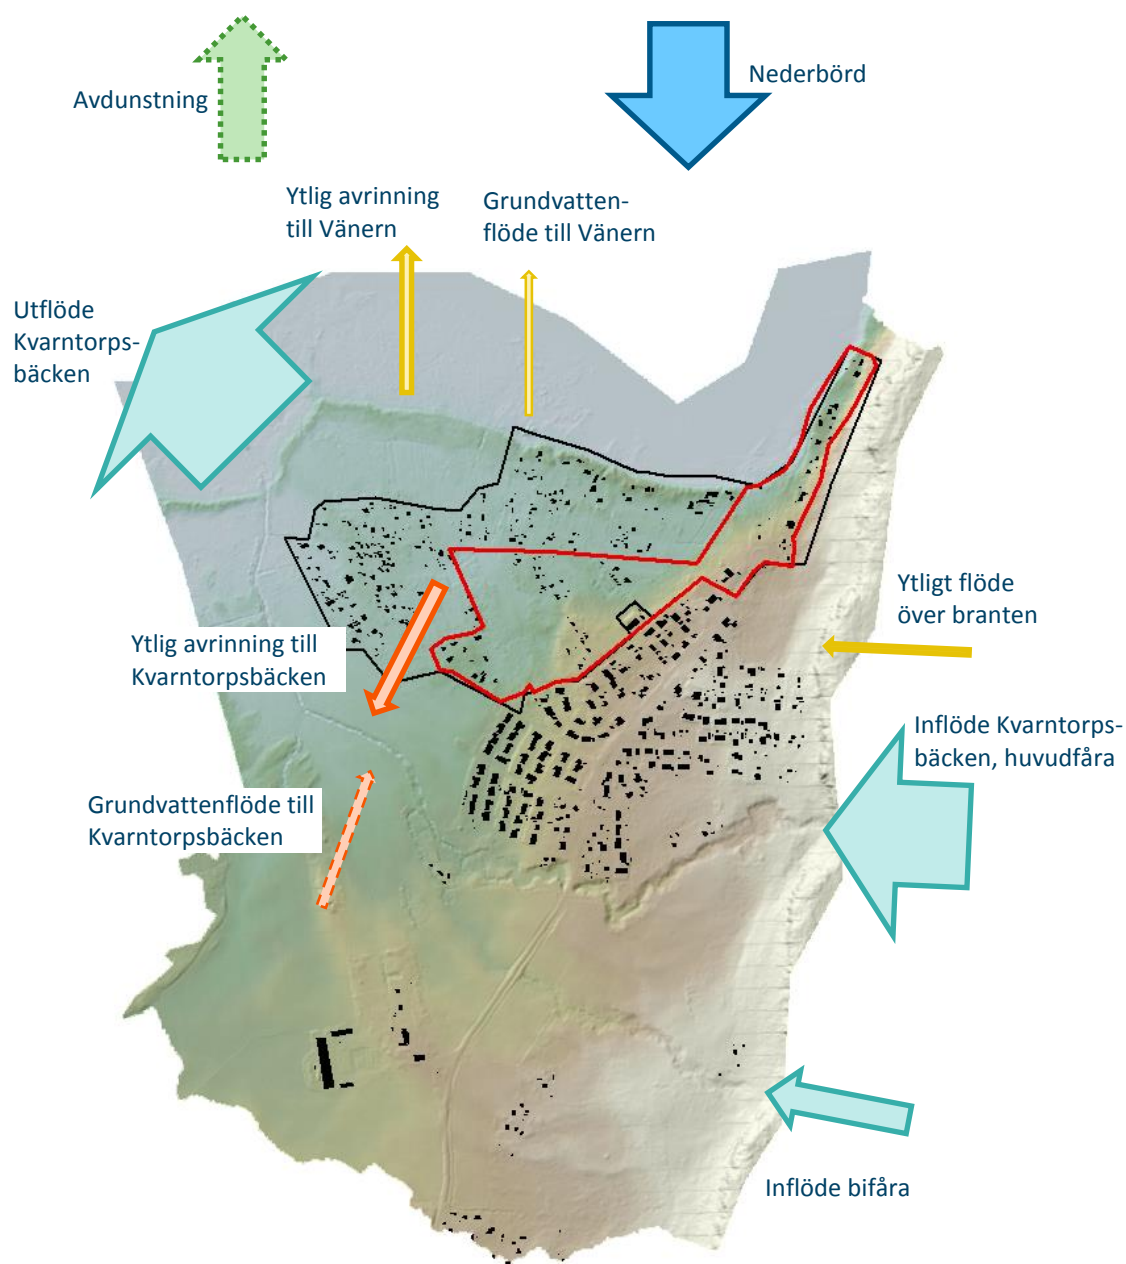 Nederbörd
Avdunstning
Ytlig avrinning
till Vänern
Grundvatten-
flöde till Vänern
Utflöde
Kvarntorps-
bäcken
Ytligt flöde
över branten
Ytlig avrinning till
Kvarntorpsbäcken
Inflöde Kvarntorps-
bäcken, huvudfåra
Grundvattenflöde till
Kvarntorpsbäcken
Inflöde bifåra